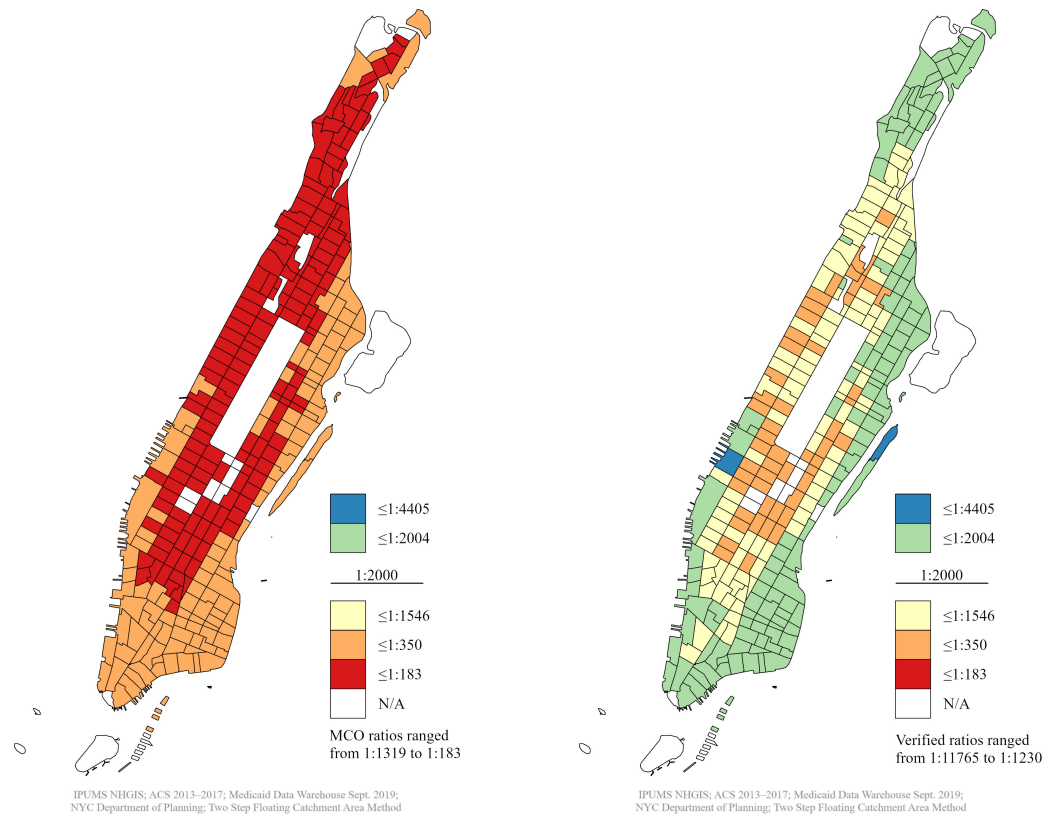 ≤1:4405
≤1:2004
1:2000
≤1:1546
≤1:350
≤1:183
N/A
MCO ratios ranged
from 1:1319 to 1:183
IPUMS NHGIS; ACS 2013–2017; Medicaid Data Warehouse Sept. 2019;
NYC Department of Planning; Two Step Floating Catchment Area Method
≤1:4405
≤1:2004
1:2000
≤1:1546
≤1:350
≤1:183
N/A
Verified ratios ranged
from 1:11765 to 1:1230
IPUMS NHGIS; ACS 2013–2017; Medicaid Data Warehouse Sept. 2019;
NYC Department of Planning; Two Step Floating Catchment Area Method